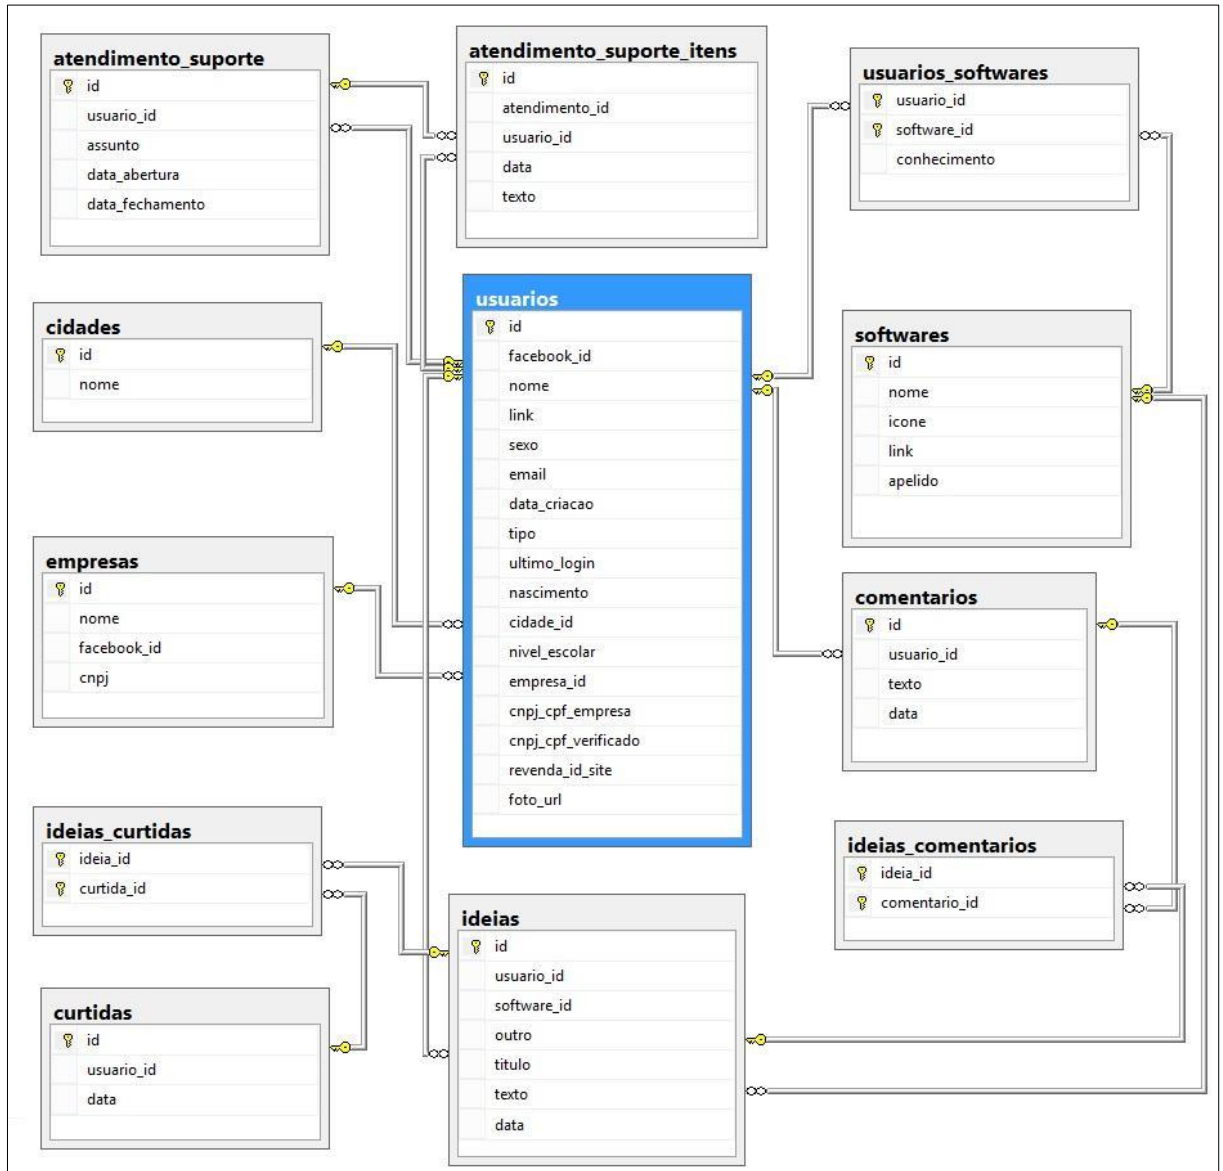 atendimento_suporte
id
usuario_id
assunto
data_abertura
data_fechamento
atendimento_suporte_itens
id
atendimento_id
usuario_id
data
texto
usuarios_softwares
usuario_id
software_id
conhecimento
cidades
id
nome
usuarios
id
facebook_id
nome
link
sexo
email
data_criacao
tipo
ultimo_login
nascimento
cidade_id
nivel_escolar
empresa_id
cnpj_cpf_empresa
cnpj_cpf_verificado
revenda_id_site
foto_url
softwares
id
nome
icone
link
apelido
empresas
id
nome
facebook_id
cnpj
comentarios
id
usuario_id
texto
data
ideias_curtidas
ideia_id
curtida_id
ideias
id
usuario_id
software_id
outro
titulo
texto
data
ideias_comentarios
ideia_id
comentario_id
curtidas
id
usuario_id
data